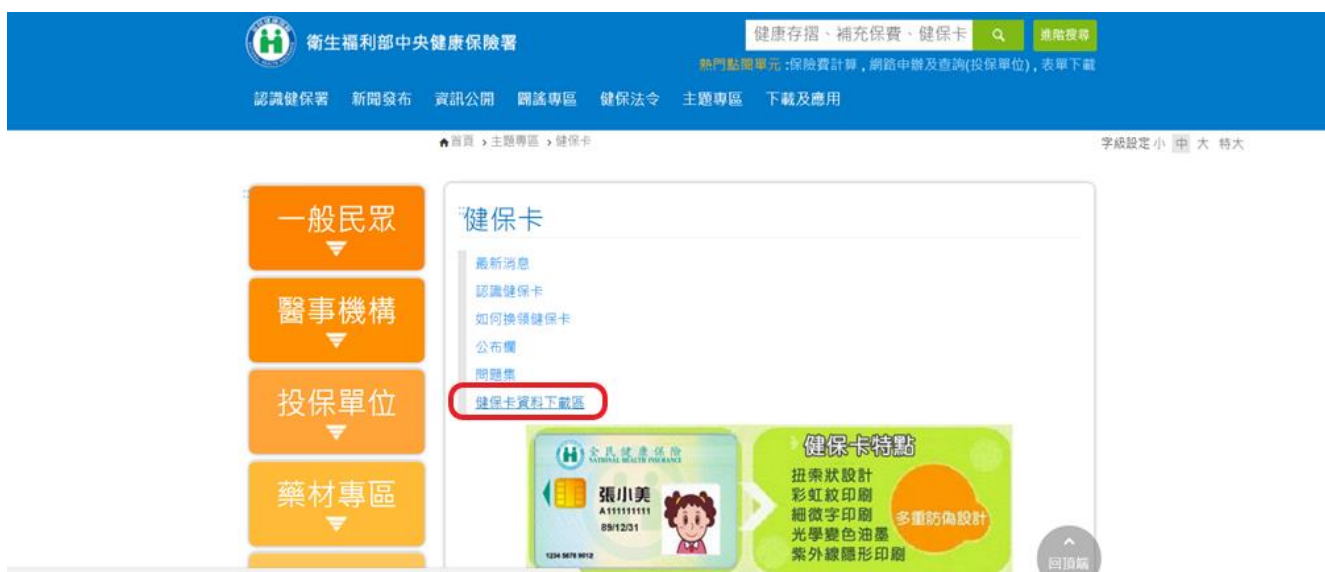 衛生福利部中央健康保險署
健康存摺、補充保費、健保卡
進階搜尋
熱門點閱單元 :保險費計算 , 網路申辦及查詢(投保單位) , 表單下載
認識健保署 新聞發布 資訊公開 闢謠專區 健保法令 主題專區 下載及應用
首頁 › 主題專區 › 健保卡
字級設定 小 中 大 特大
一般民眾
醫事機構
投保單位
藥材專區
健保卡
最新消息
認識健保卡
如何換領健保卡
公布欄
問題集
健保卡資料下載區
全民健康保險
NATIONAL HEALTH INSURANCE
張小美
A111111111
89/12/31
1234 5678 9012
健保卡特點
扭索狀設計
彩虹紋印刷
細微字印刷
光學變色油墨
紫外線隱形印刷
多重防偽設計
回頂端